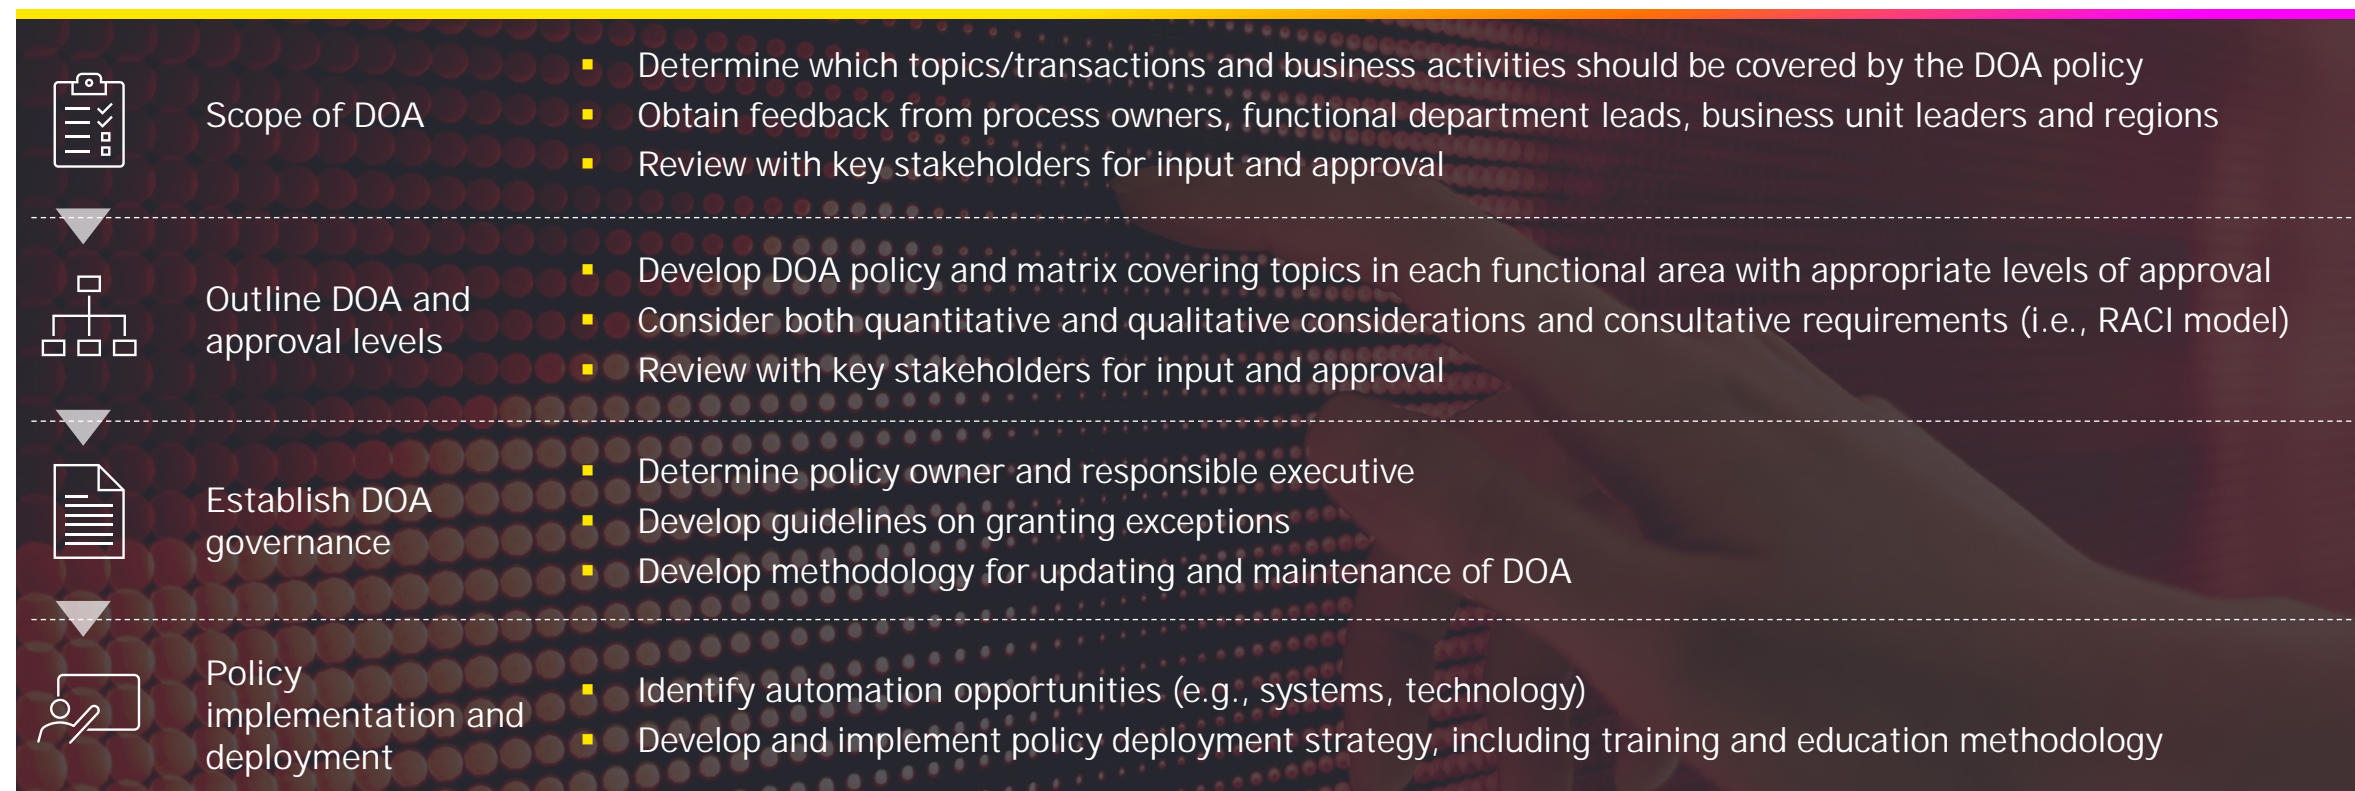 Scope of DOA
▪ Determine which topics/transactions and business activities should be covered by the DOA policy
▪ Obtain feedback from process owners, functional department leads, business unit leaders and regions
▪ Review with key stakeholders for input and approval
Outline DOA and
approval levels
▪ Develop DOA policy and matrix covering topics in each functional area with appropriate levels of approval
▪ Consider both quantitative and qualitative considerations and consultative requirements (i.e., RACI model)
▪ Review with key stakeholders for input and approval
Establish DOA
governance
▪ Determine policy owner and responsible executive
▪ Develop guidelines on granting exceptions
▪ Develop methodology for updating and maintenance of DOA
Policy
implementation and
deployment
▪ Identify automation opportunities (e.g., systems, technology)
▪ Develop and implement policy deployment strategy, including training and education methodology